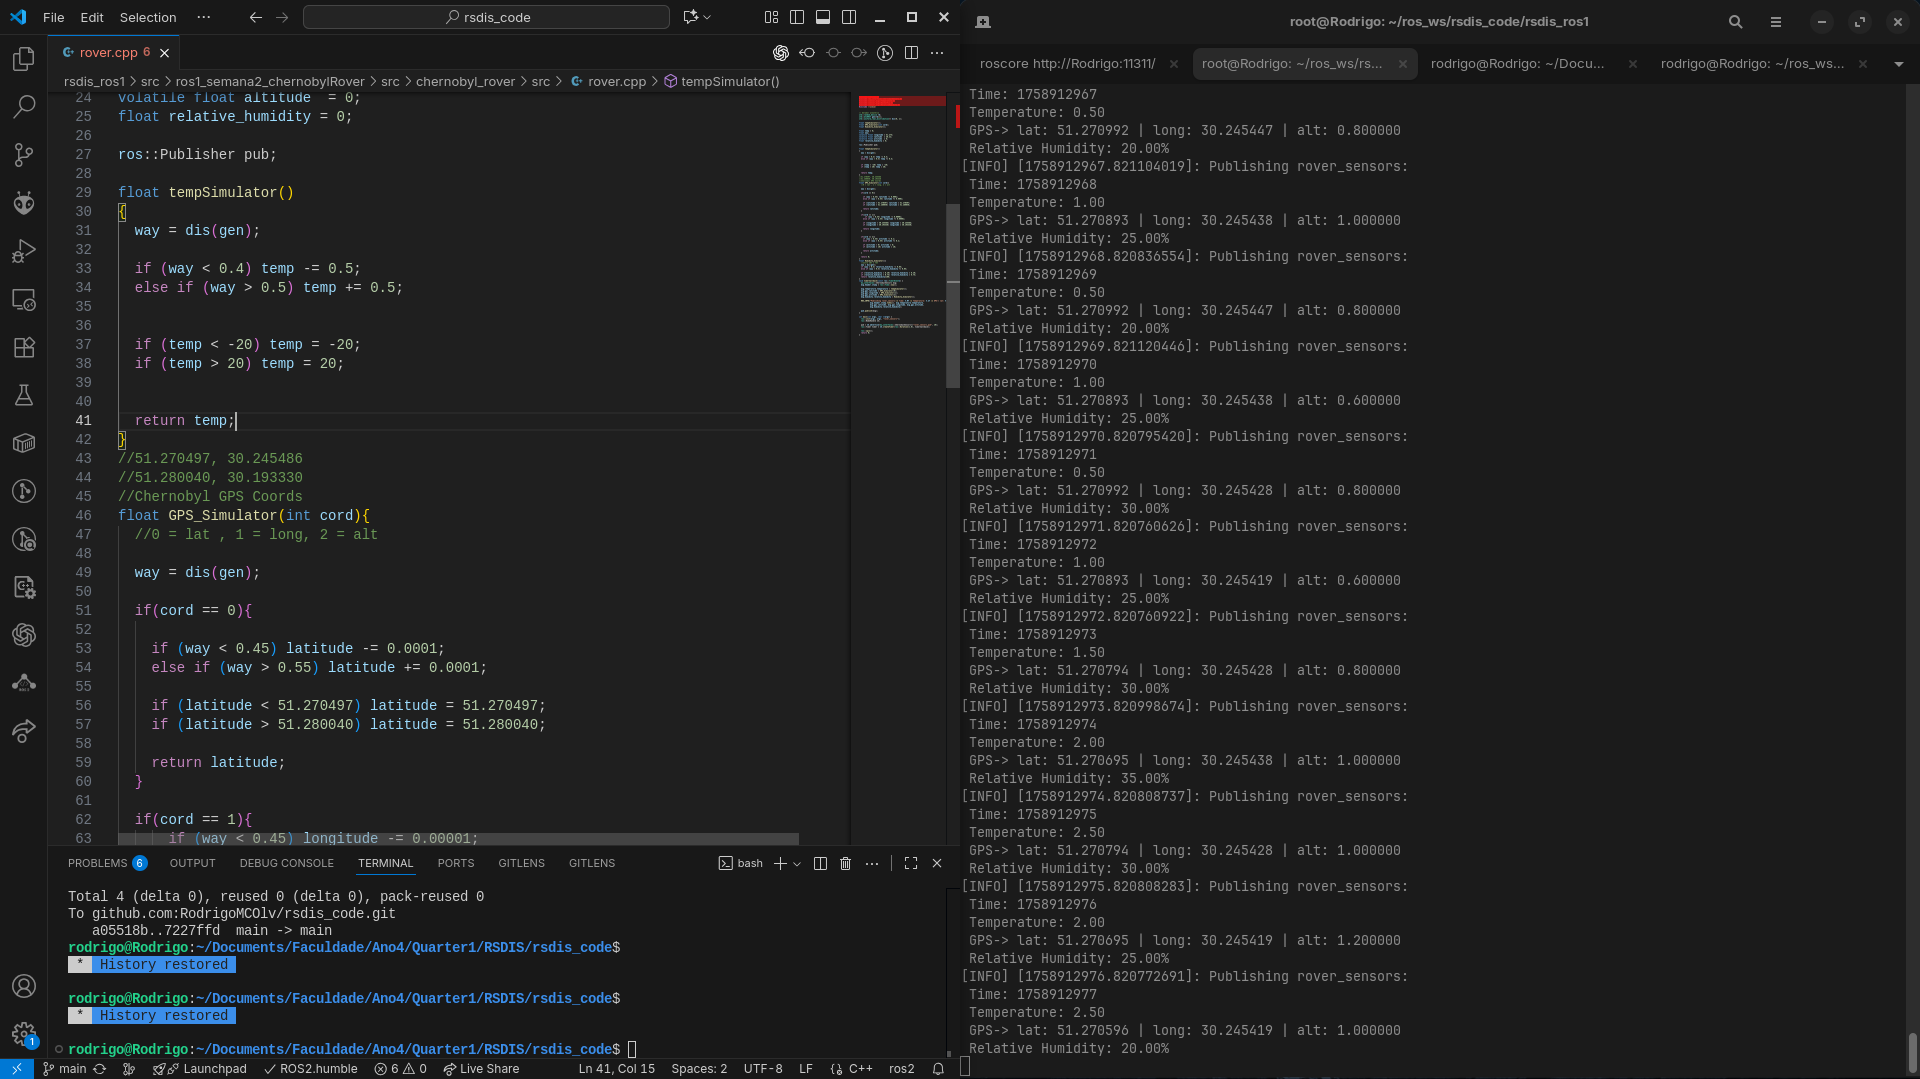 File Edit Selection ··· rsdis_code
rover.cpp 6
rsdis_ros1 > src > ros1_semana2_chernobylRover > src > chernobyl_rover > src > rover.cpp > tempSimulator()
24 volatile float altitude  = 0;
25 float relative_humidity = 0;
26
27 ros::Publisher pub;
28
29 float tempSimulator()
30 {
31   way = dis(gen);
32
33   if (way < 0.4) temp -= 0.5;
34   else if (way > 0.5) temp += 0.5;
35
36
37   if (temp < -20) temp = -20;
38   if (temp > 20) temp = 20;
39
40
41   return temp;
42 }
43 //51.270497, 30.245486
44 //51.280040, 30.193330
45 //Chernobyl GPS Coords
46 float GPS_Simulator(int cord){
47   //0 = lat , 1 = long, 2 = alt
48
49   way = dis(gen);
50
51   if(cord == 0){
52
53     if (way < 0.45) latitude -= 0.0001;
54     else if (way > 0.55) latitude += 0.0001;
55
56     if (latitude < 51.270497) latitude = 51.270497;
57     if (latitude > 51.280040) latitude = 51.280040;
58
59     return latitude;
60   }
61
62   if(cord == 1){
63       if (way < 0.45) longitude -= 0.00001;
PROBLEMS 6 OUTPUT DEBUG CONSOLE TERMINAL PORTS GITLENS GITLENS bash
Total 4 (delta 0), reused 0 (delta 0), pack-reused 0
To github.com:RodrigoMCOlv/rsdis_code.git
   a05518b..7227ffd  main -> main
rodrigo@Rodrigo:~/Documents/Faculdade/Ano4/Quarter1/RSDIS/rsdis_code$
* History restored
rodrigo@Rodrigo:~/Documents/Faculdade/Ano4/Quarter1/RSDIS/rsdis_code$
* History restored
rodrigo@Rodrigo:~/Documents/Faculdade/Ano4/Quarter1/RSDIS/rsdis_code$
main Launchpad ROS2.humble 6 0 Live Share Ln 41, Col 15 Spaces: 2 UTF-8 LF {} C++ ros2
1
root@Rodrigo: ~/ros_ws/rsdis_code/rsdis_ros1
roscore http://Rodrigo:11311/ root@Rodrigo: ~/ros_ws/rs... rodrigo@Rodrigo: ~/Docu... rodrigo@Rodrigo: ~/ros_ws...
Time: 1758912967
Temperature: 0.50
GPS-> lat: 51.270992 | long: 30.245447 | alt: 0.800000
Relative Humidity: 20.00%
[INFO] [1758912967.821104019]: Publishing rover_sensors:
Time: 1758912968
Temperature: 1.00
GPS-> lat: 51.270893 | long: 30.245438 | alt: 1.000000
Relative Humidity: 25.00%
[INFO] [1758912968.820836554]: Publishing rover_sensors:
Time: 1758912969
Temperature: 0.50
GPS-> lat: 51.270992 | long: 30.245447 | alt: 0.800000
Relative Humidity: 20.00%
[INFO] [1758912969.821120446]: Publishing rover_sensors:
Time: 1758912970
Temperature: 1.00
GPS-> lat: 51.270893 | long: 30.245438 | alt: 0.600000
Relative Humidity: 25.00%
[INFO] [1758912970.820795420]: Publishing rover_sensors:
Time: 1758912971
Temperature: 0.50
GPS-> lat: 51.270992 | long: 30.245428 | alt: 0.800000
Relative Humidity: 30.00%
[INFO] [1758912971.820760626]: Publishing rover_sensors:
Time: 1758912972
Temperature: 1.00
GPS-> lat: 51.270893 | long: 30.245419 | alt: 0.600000
Relative Humidity: 25.00%
[INFO] [1758912972.820760922]: Publishing rover_sensors:
Time: 1758912973
Temperature: 1.50
GPS-> lat: 51.270794 | long: 30.245428 | alt: 0.800000
Relative Humidity: 30.00%
[INFO] [1758912973.820998674]: Publishing rover_sensors:
Time: 1758912974
Temperature: 2.00
GPS-> lat: 51.270695 | long: 30.245438 | alt: 1.000000
Relative Humidity: 35.00%
[INFO] [1758912974.820808737]: Publishing rover_sensors:
Time: 1758912975
Temperature: 2.50
GPS-> lat: 51.270794 | long: 30.245428 | alt: 1.000000
Relative Humidity: 30.00%
[INFO] [1758912975.820808283]: Publishing rover_sensors:
Time: 1758912976
Temperature: 2.00
GPS-> lat: 51.270695 | long: 30.245419 | alt: 1.200000
Relative Humidity: 25.00%
[INFO] [1758912976.820772691]: Publishing rover_sensors:
Time: 1758912977
Temperature: 2.50
GPS-> lat: 51.270596 | long: 30.245419 | alt: 1.000000
Relative Humidity: 20.00%